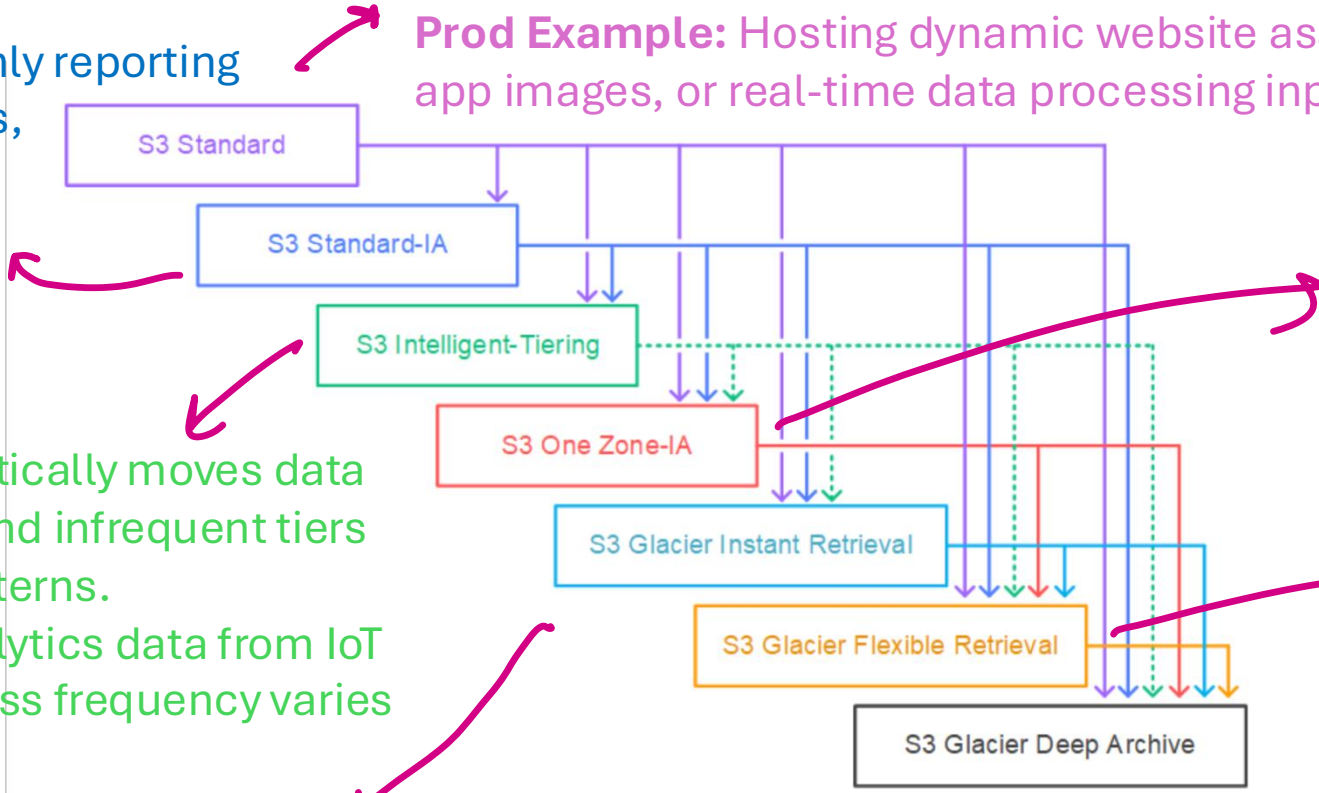 Prod Example: Hosting dynamic website as
app images, or real-time data processing inp
nly reporting
s,
S3 Standard
S3 Standard-IA
S3 Intelligent-Tiering
S3 One Zone-IA
S3 Glacier Instant Retrieval
S3 Glacier Flexible Retrieval
S3 Glacier Deep Archive
tically moves data
nd infrequent tiers
terns.
lytics data from IoT
ss frequency varies